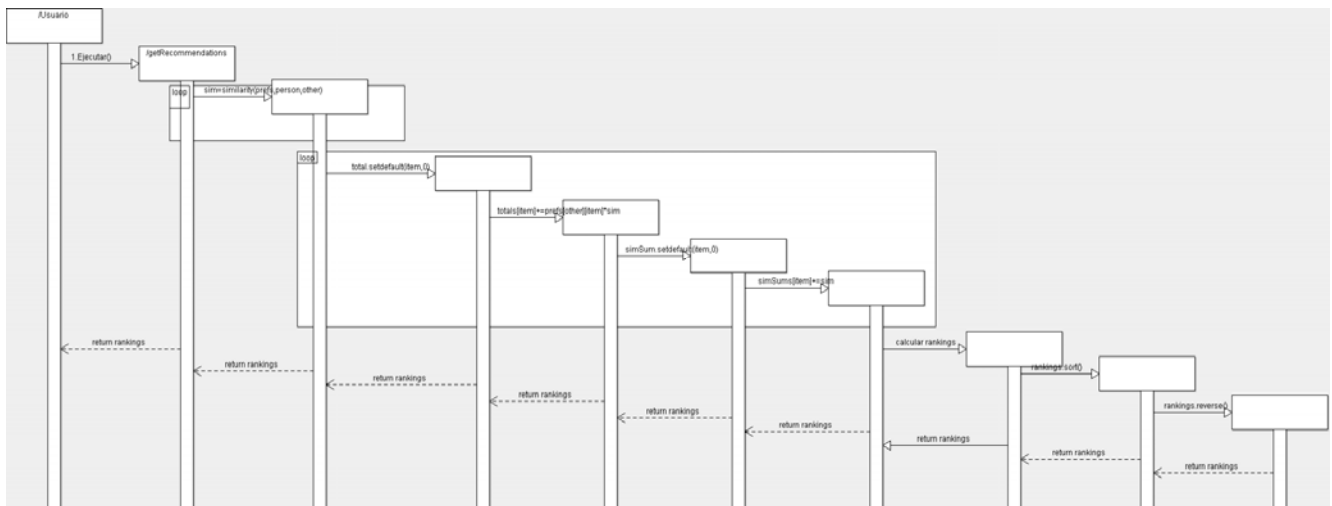 /Usuario
1.Ejecutar()
/getRecommendations
loop
sim=similarity(prefs,person,other)
loop
total.setdefault(item,0)
totals[item]+=prefs[other][item]*sim
simSum.setdefault(item,0)
simSums[item]+=sim
return rankings
calcular rankings
return rankings
rankings.sort()
return rankings
return rankings
return rankings
rankings.reverse()
return rankings
return rankings
return rankings
return rankings